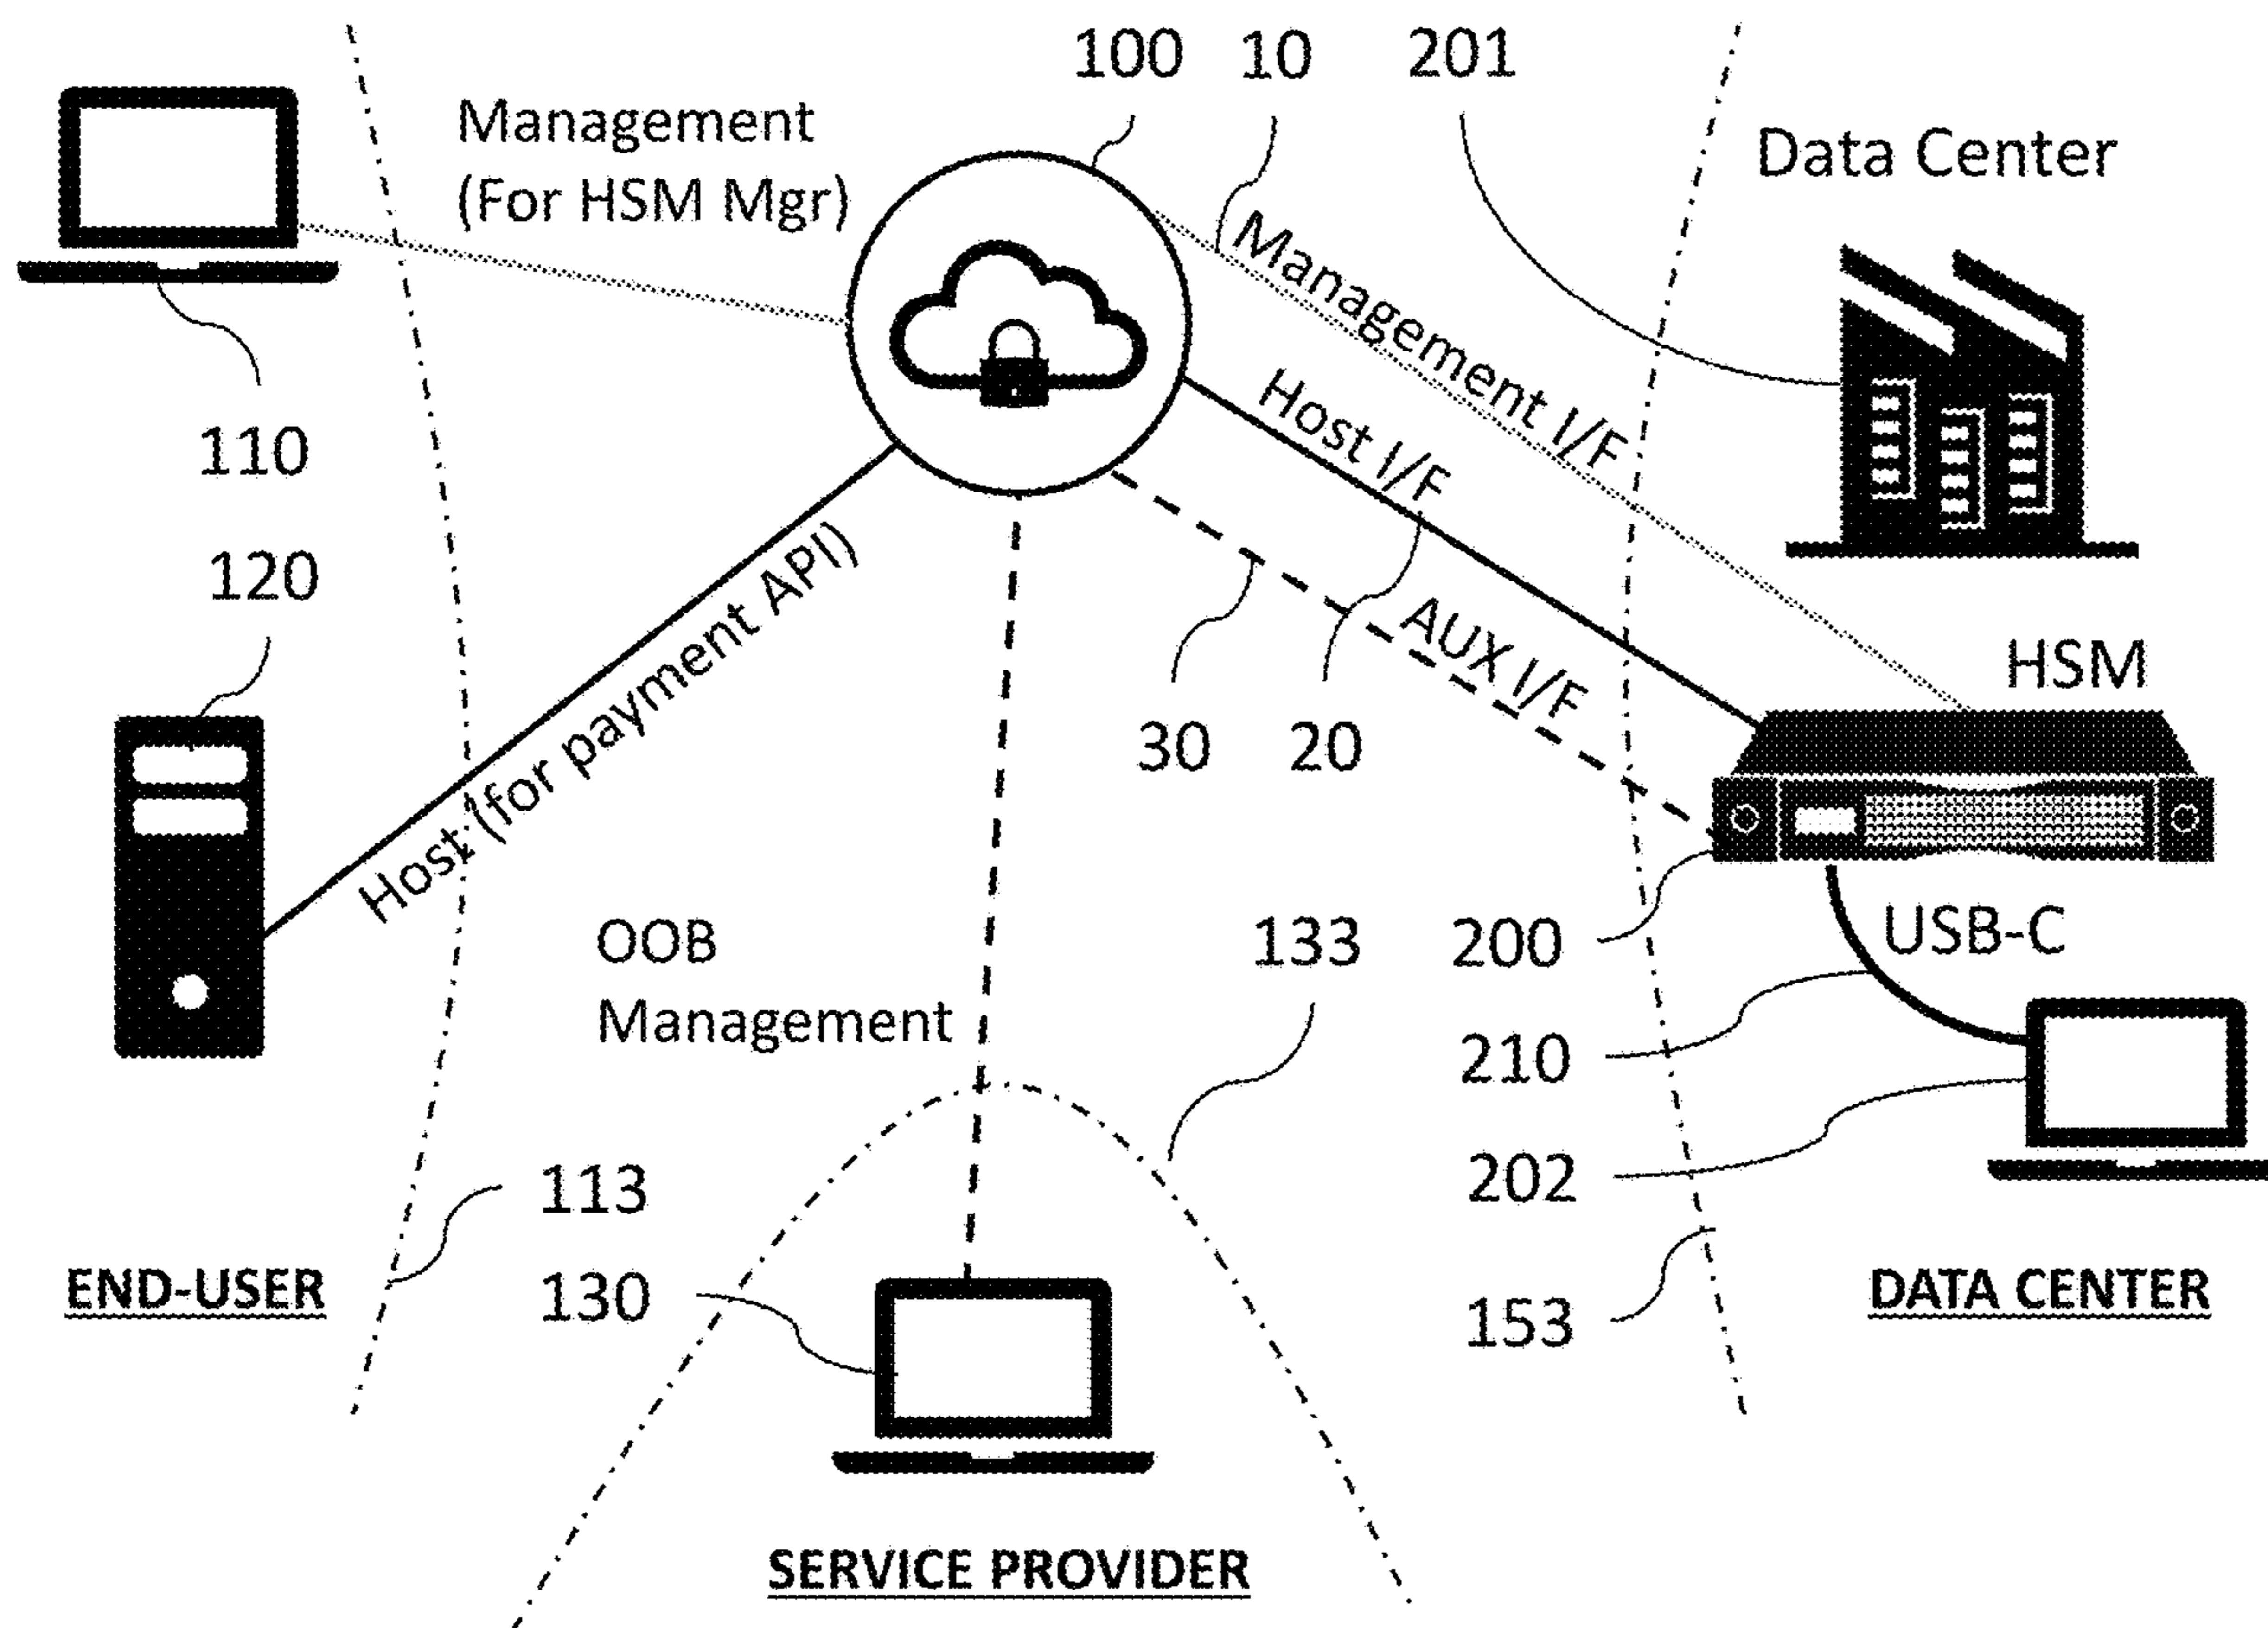 100 10 201
Management
(For HSM Mgr)
Data Center
Management I/F
Host I/F
110
120
AUX I/F
Host (for payment API)
HSM
30 20
OOB
Management
133 200
USB-C
210
113
202
130
END-USER
153
DATA CENTER
SERVICE PROVIDER